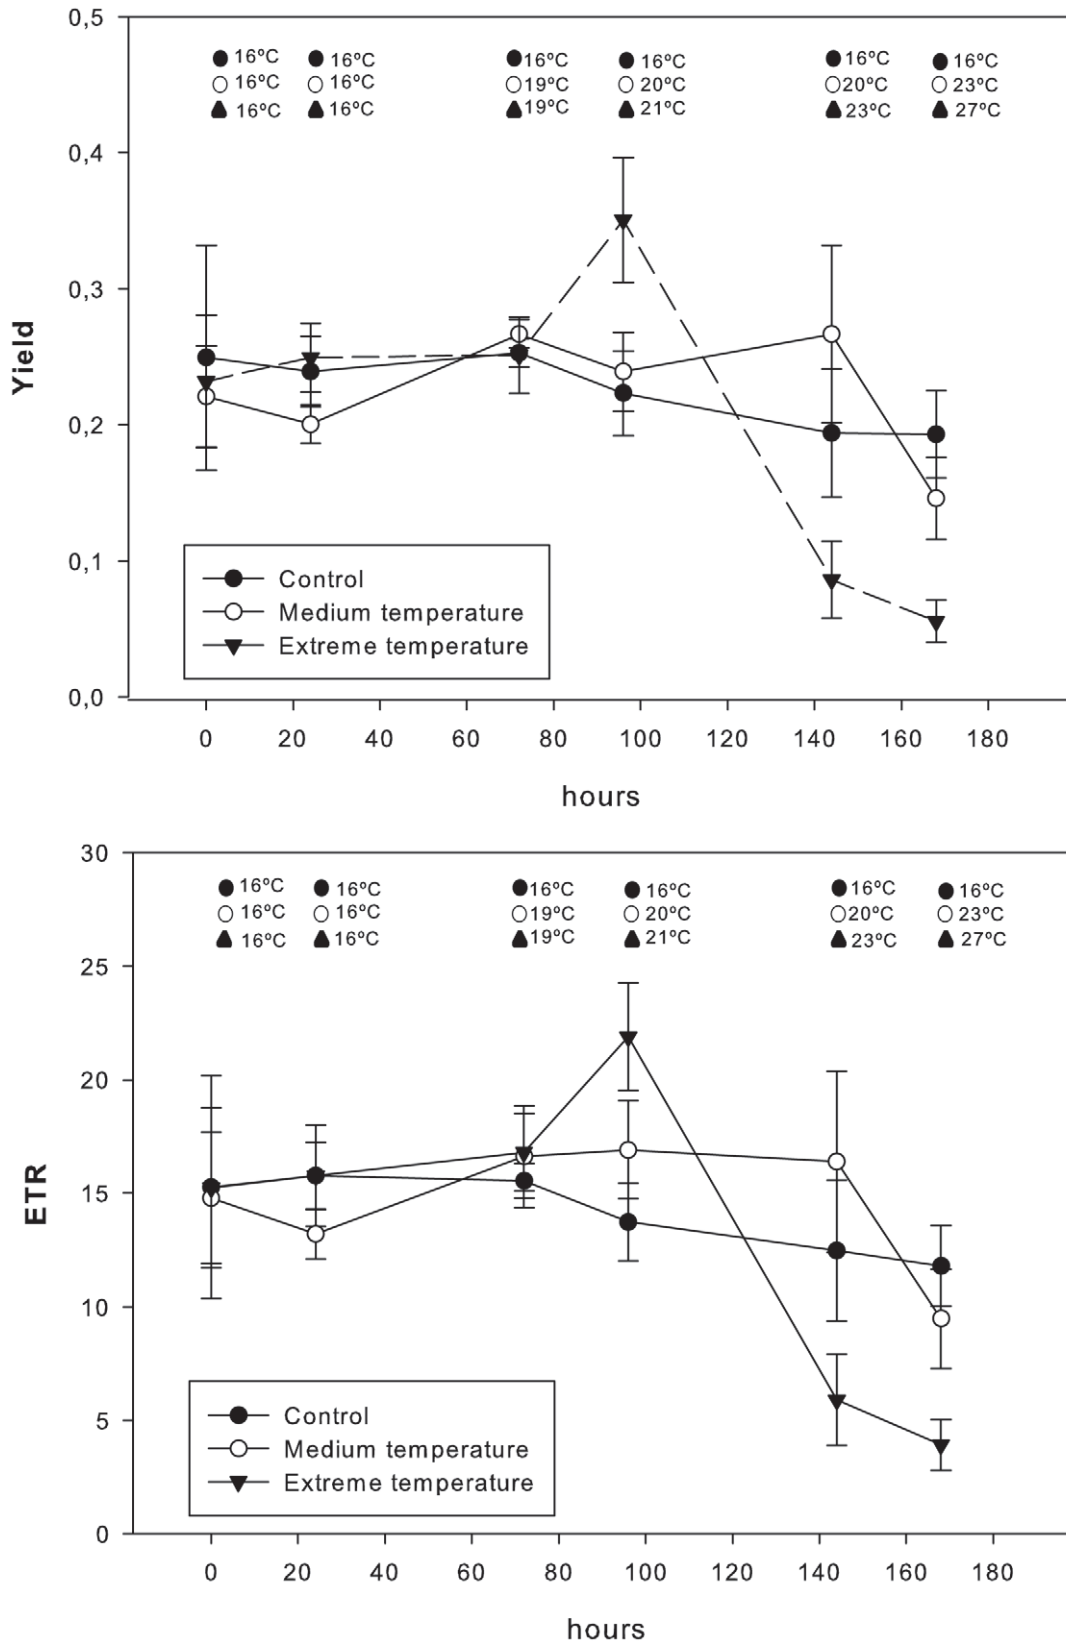 0,5
16ºC 16ºC 16ºC 16ºC 16ºC 16ºC
16ºC 16ºC 19ºC 20ºC 20ºC 23ºC
16ºC 16ºC 19ºC 21ºC 23ºC 27ºC
0,4
0,3
Yield
0,2
0,1
Control
Medium temperature
Extreme temperature
0,0
0 20 40 60 80 100 120 140 160 180
hours
30
16ºC 16ºC 16ºC 16ºC 16ºC 16ºC
16ºC 16ºC 19ºC 20ºC 20ºC 23ºC
16ºC 16ºC 19ºC 21ºC 23ºC 27ºC
25
20
15
ETR
10
5
Control
Medium temperature
Extreme temperature
0
0 20 40 60 80 100 120 140 160 180
hours